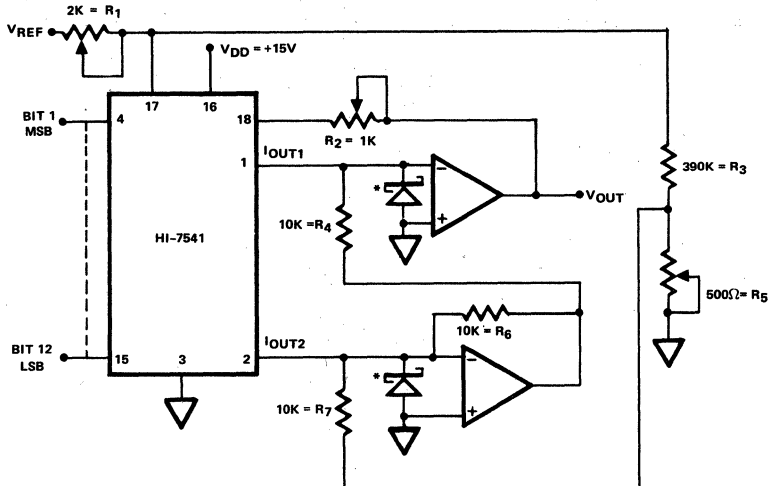 2K = R1
VREF
VDD = +15V
17
16
BIT 1
MSB
4
18
R2 = 1K
1
IOUT1
*
−
+
VOUT
390K = R3
10K = R4
HI-7541
500Ω = R5
10K = R6
BIT 12
LSB
15
3
2
IOUT2
*
−
+
10K = R7